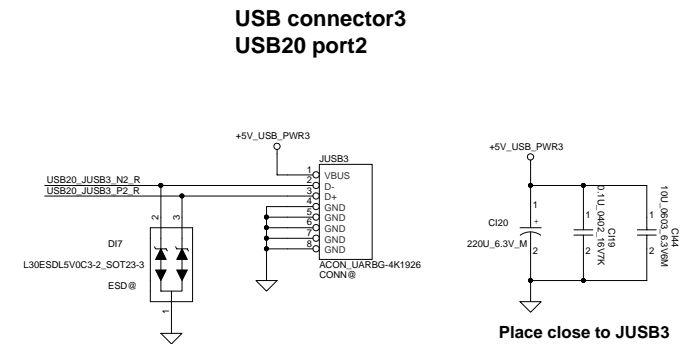 USB connector3
USB20 port2
+5V_USB_PWR3
JUSB3
USB20_JUSB3_N2_R
USB20_JUSB3_P2_R
1 VBUS
2 D-
3 D+
4 GND
5 GND
6 GND
7 GND
8 GND
ACON_UARBG-4K1926
CONN@
2 3
DI7
L30ESDL5V0C3-2_SOT23-3
ESD@
1
+5V_USB_PWR3
1
+
CI20
220U_6.3V_M
2
1
2
CI19
0.1U_0402_16V7K
1
2
CI44
10U_0603_6.3V6M
Place close to JUSB3